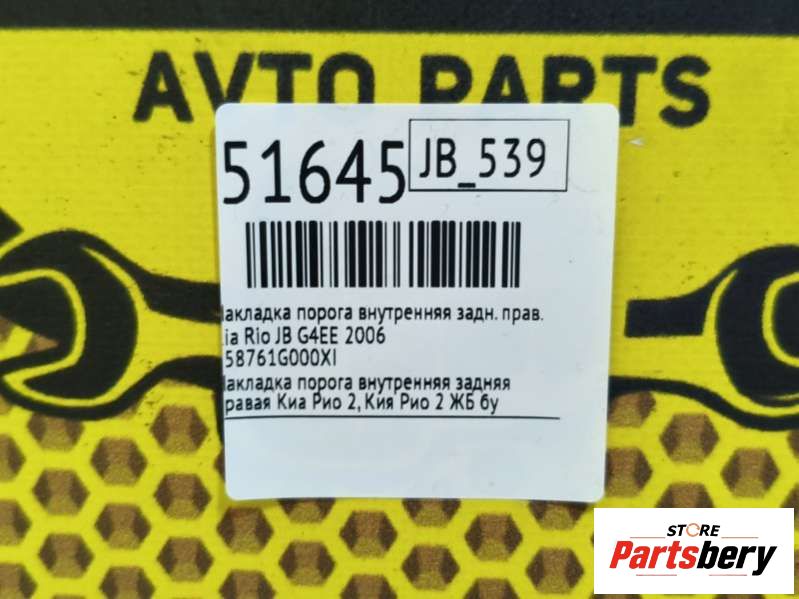 AVTO PARTS
51645
JB_539
акладка порога внутренняя задн. прав.
ia Rio JB G4EE 2006
58761G000XI
акладка порога внутренняя задняя
равая Киа Рио 2, Кия Рио 2 ЖБ бу
STORE
Partsbery